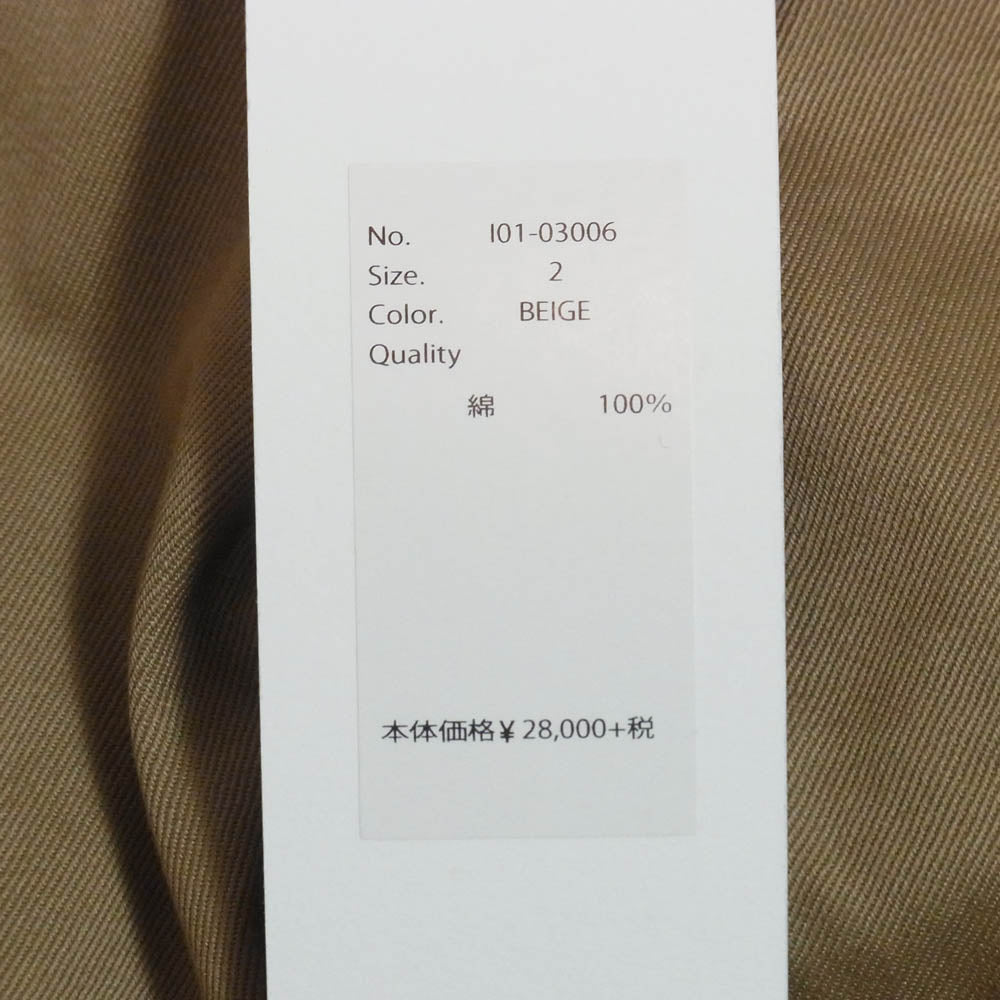 No. I01-03006
Size. 2
Color. BEIGE
Quality
綿 100%
本体価格¥28,000+税